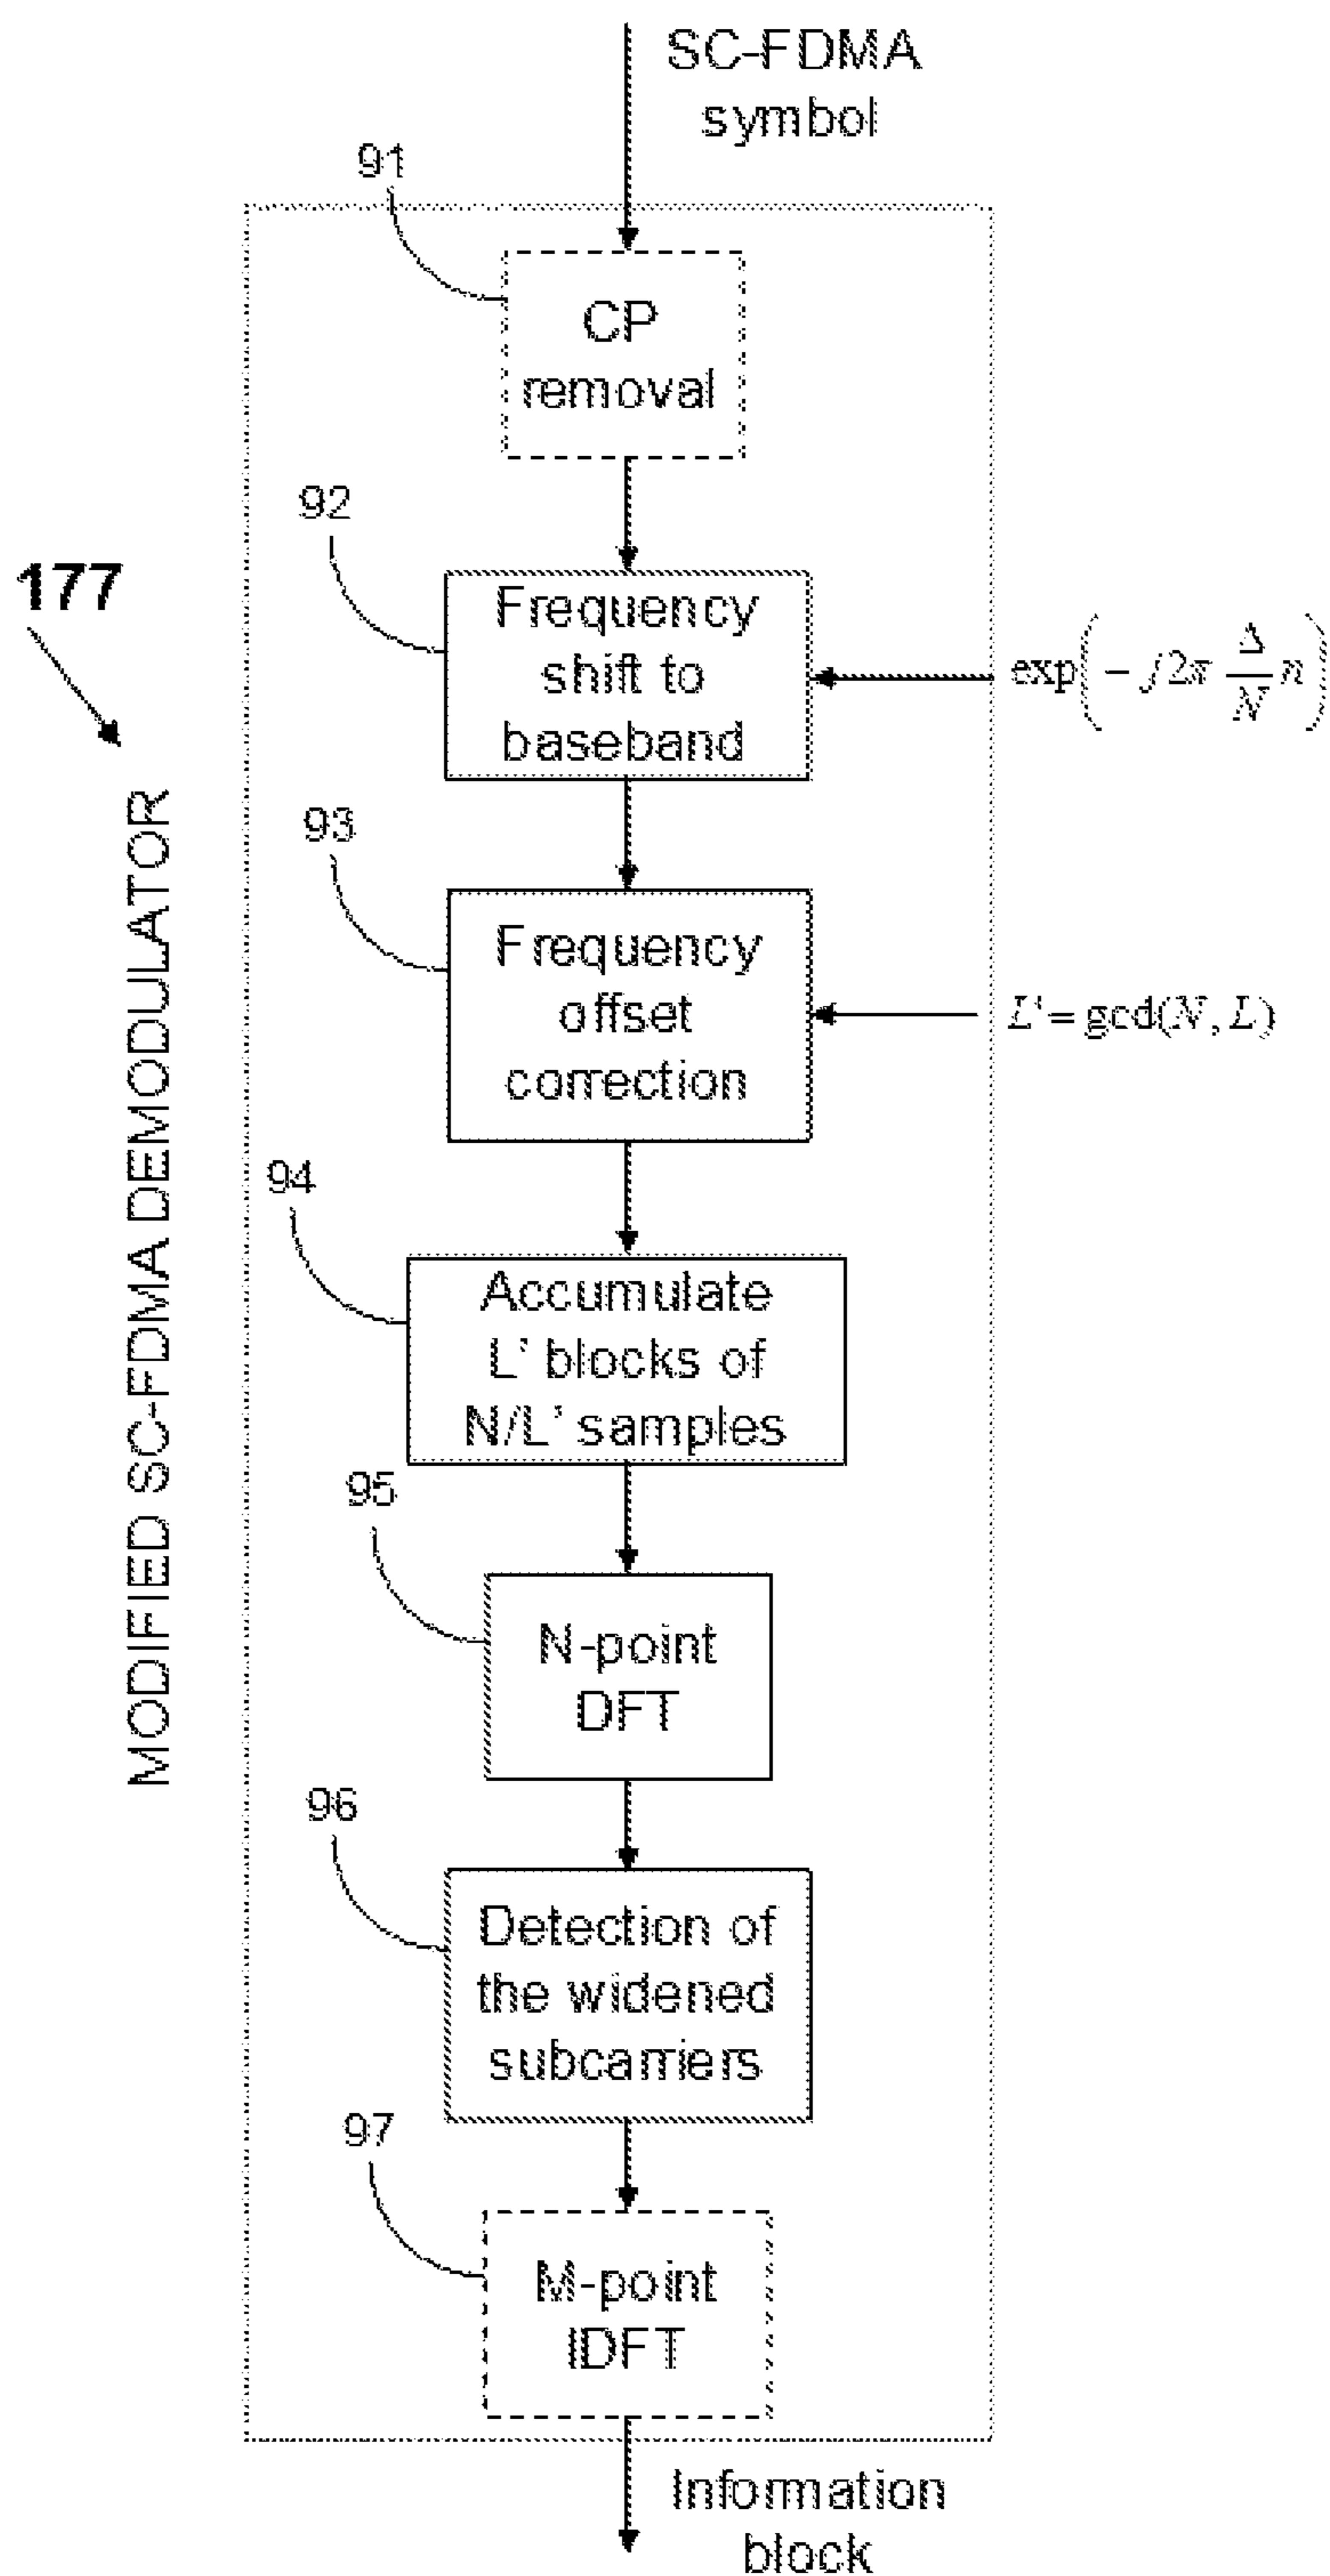 SC-FDMA
symbol
91
CP
removal
92
177
Frequency
shift to
baseband
exp(-j2π Δ/N n)
93
Frequency
offset
correction
L' = gcd(N, L)
MODIFIED SC-FDMA DEMODULATOR
94
Accumulate
L' blocks of
N/L' samples
95
N-point
DFT
96
Detection of
the widened
subcarriers
97
M-point
IDFT
Information
block